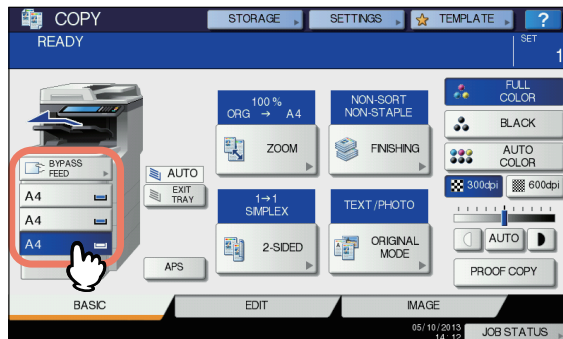 COPY
STORAGE
SETTINGS
TEMPLATE
?
READY
SET
1
100 %
ORG → A4
ZOOM
NON-SORT
NON-STAPLE
FINISHING
FULL
COLOR
BLACK
AUTO
COLOR
300dpi
600dpi
BYPASS
FEED
A4
A4
A4
AUTO
EXIT
TRAY
APS
1→1
SIMPLEX
2-SIDED
TEXT/PHOTO
ORIGINAL
MODE
AUTO
PROOF COPY
BASIC
EDIT
IMAGE
05/10/2013
14:12
JOB STATUS